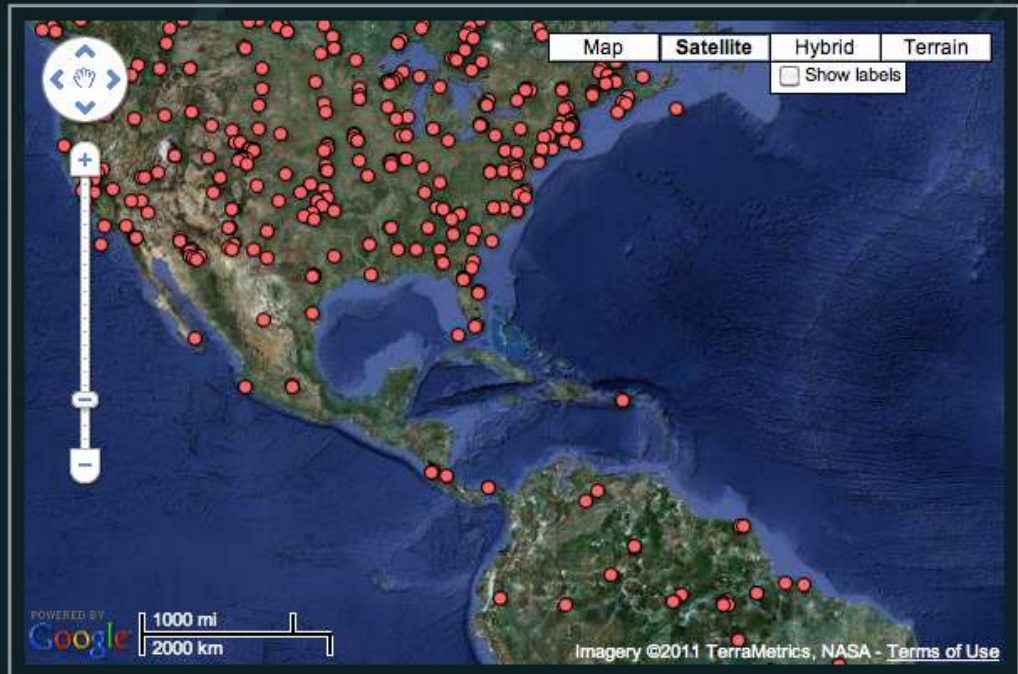 Map
Satellite
Hybrid
Terrain
Show labels
POWERED BY
Google
1000 mi
2000 km
Imagery ©2011 TerraMetrics, NASA - Terms of Use